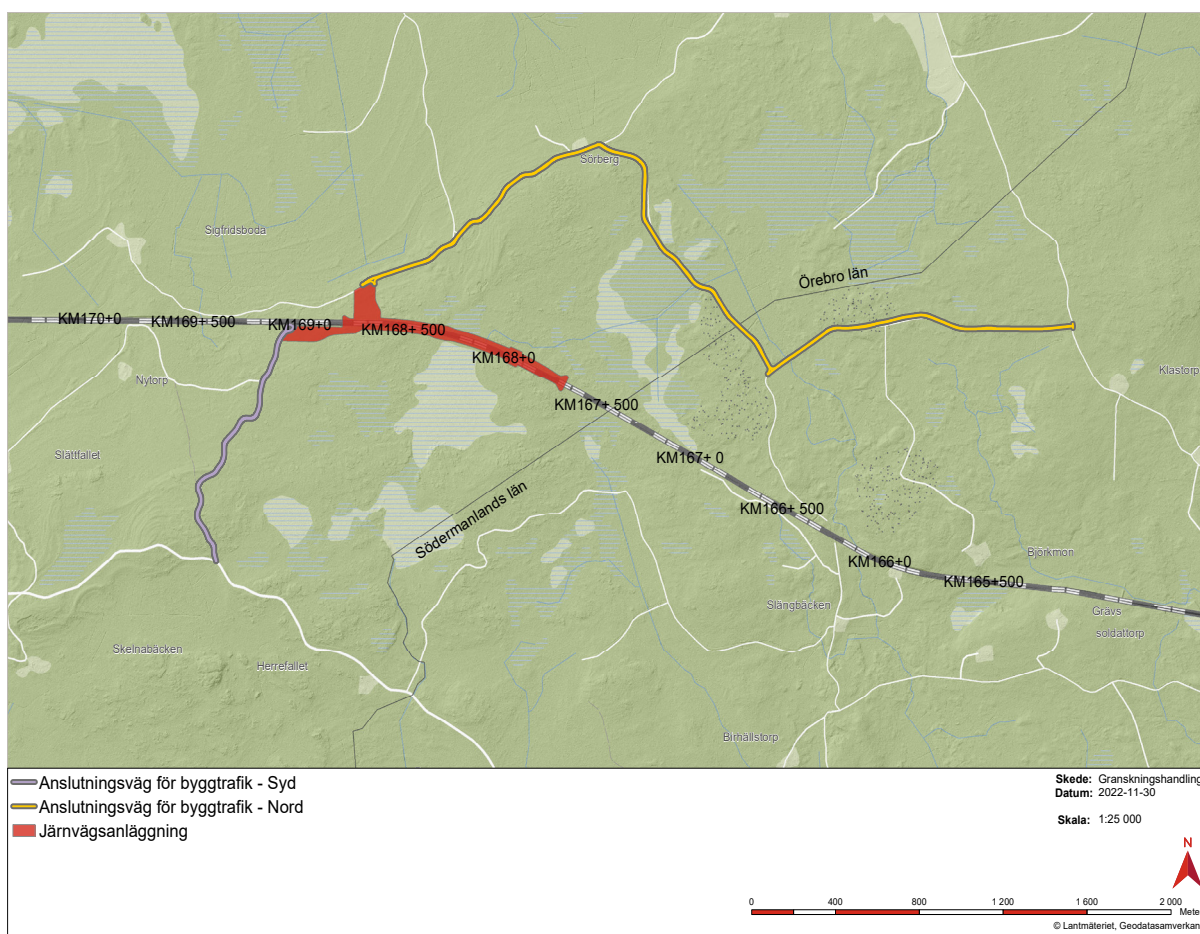 Sörberg
Sigfridsboda
Örebro län
KM170+0
KM169+ 500
KM169+0
KM168+ 500
KM168+0
Nytorp
Klastorp
KM167+ 500
Slättfallet
KM167+ 0
Södermanlands län
KM166+ 500
Björkmon
KM166+0
KM165+500
Slängbäcken
Grävs
soldattorp
Skelnabäcken
Herrefallet
Birhållstorp
Anslutningsväg för byggtrafik - Syd
Anslutningsväg för byggtrafik - Nord
Järnvägsanläggning
Skede: Granskningshandling
Datum: 2022-11-30
Skala: 1:25 000
N
0 400 800 1 200 1 600 2 000
Mete
© Lantmäteriet, Geodatasamverkan